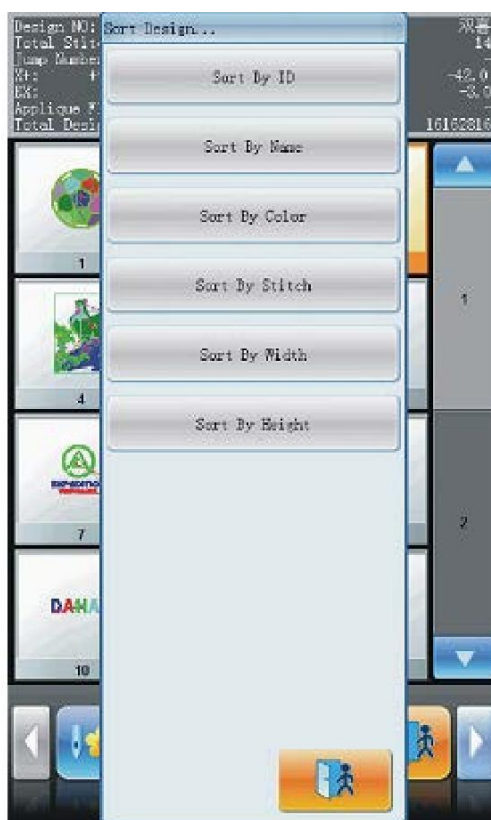 Design NO:
双喜
Total Stit
14
Jump Number
X+: +
-42.0
EX:
-3.0
Applique F
Total Desi
16162816
Sort Design...
Sort By ID
Sort By Name
Sort By Color
Sort By Stitch
Sort By Width
Sort By Height
1
4
7
DAHA
10
1
2